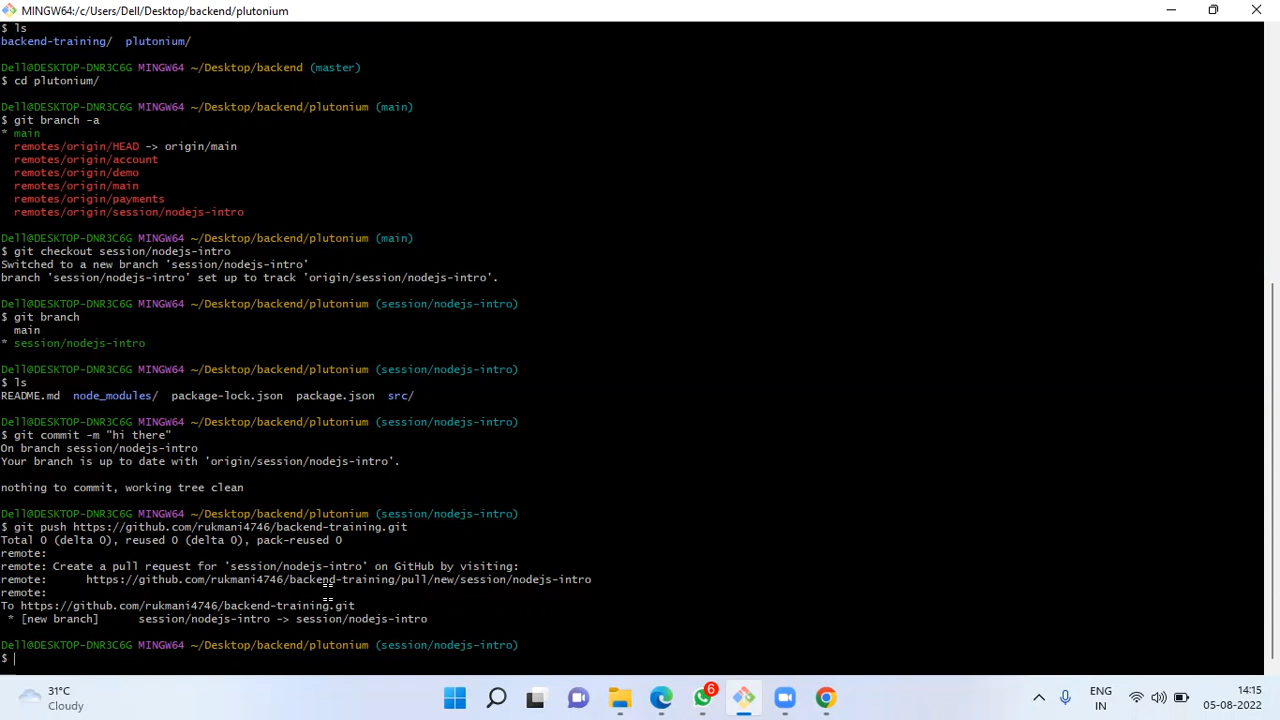 MINGW64:/c/Users/Dell/Desktop/backend/plutonium
$ ls
backend-training/  plutonium/
Dell@DESKTOP-DNR3C6G MINGW64 ~/Desktop/backend (master)
$ cd plutonium/
Dell@DESKTOP-DNR3C6G MINGW64 ~/Desktop/backend/plutonium (main)
$ git branch -a
* main
  remotes/origin/HEAD -> origin/main
  remotes/origin/account
  remotes/origin/demo
  remotes/origin/main
  remotes/origin/payments
  remotes/origin/session/nodejs-intro
Dell@DESKTOP-DNR3C6G MINGW64 ~/Desktop/backend/plutonium (main)
$ git checkout session/nodejs-intro
Switched to a new branch 'session/nodejs-intro'
branch 'session/nodejs-intro' set up to track 'origin/session/nodejs-intro'.
Dell@DESKTOP-DNR3C6G MINGW64 ~/Desktop/backend/plutonium (session/nodejs-intro)
$ git branch
  main
* session/nodejs-intro
Dell@DESKTOP-DNR3C6G MINGW64 ~/Desktop/backend/plutonium (session/nodejs-intro)
$ ls
README.md  node_modules/  package-lock.json  package.json  src/
Dell@DESKTOP-DNR3C6G MINGW64 ~/Desktop/backend/plutonium (session/nodejs-intro)
$ git commit -m "hi there"
On branch session/nodejs-intro
Your branch is up to date with 'origin/session/nodejs-intro'.
nothing to commit, working tree clean
Dell@DESKTOP-DNR3C6G MINGW64 ~/Desktop/backend/plutonium (session/nodejs-intro)
$ git push https://github.com/rukmani4746/backend-training.git
Total 0 (delta 0), reused 0 (delta 0), pack-reused 0
remote:
remote: Create a pull request for 'session/nodejs-intro' on GitHub by visiting:
remote:      https://github.com/rukmani4746/backend-training/pull/new/session/nodejs-intro
remote:
To https://github.com/rukmani4746/backend-training.git
 * [new branch]      session/nodejs-intro -> session/nodejs-intro
Dell@DESKTOP-DNR3C6G MINGW64 ~/Desktop/backend/plutonium (session/nodejs-intro)
$
31°C
Cloudy
6
ENG
IN
14:15
05-08-2022